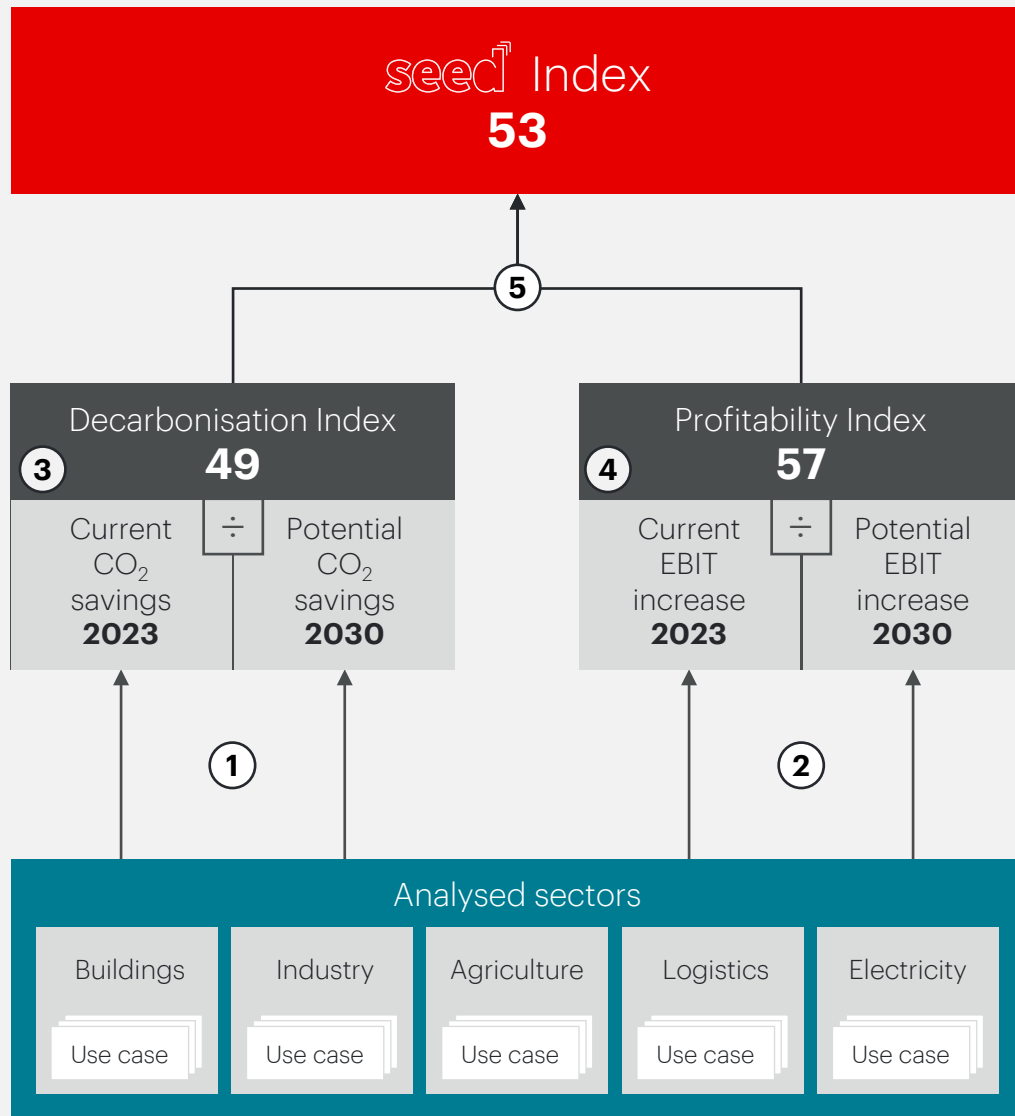 seed Index
53
5
Decarbonisation Index
3
49
÷
Current
CO₂
savings
2023
Potential
CO₂
savings
2030
Profitability Index
4
57
÷
Current
EBIT
increase
2023
Potential
EBIT
increase
2030
1
2
Analysed sectors
Buildings
Industry
Agriculture
Logistics
Electricity
Use case
Use case
Use case
Use case
Use case